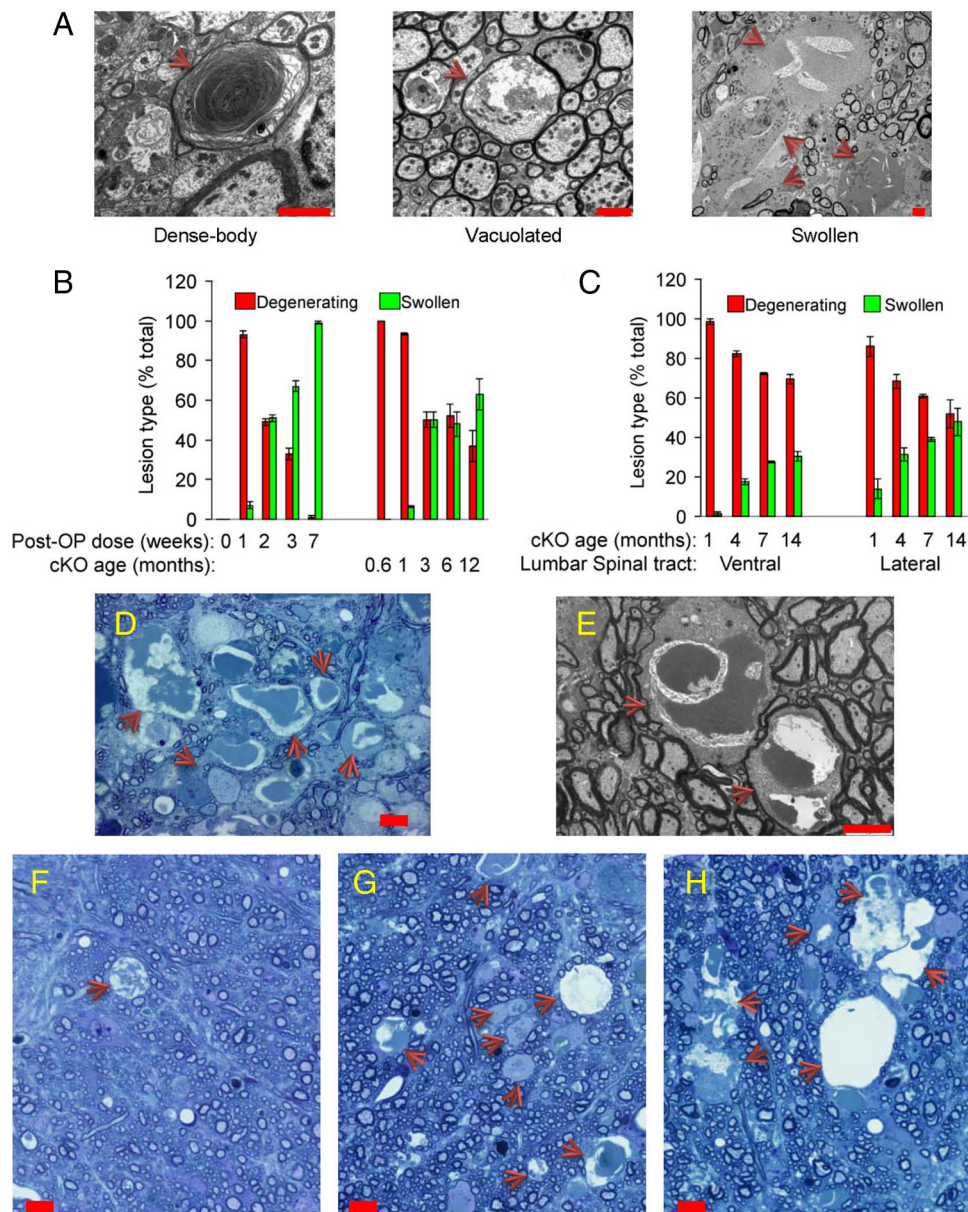 A
Dense-body
Vacuolated
Swollen
B
120
100
80
60
40
20
0
Lesion type (% total)
Degenerating
Swollen
Post-OP dose (weeks): 0 1 2 3 7
cKO age (months): 0.6 1 3 6 12
C
120
100
80
60
40
20
0
Lesion type (% total)
Degenerating
Swollen
cKO age (months): 1 4 7 14 1 4 7 14
Lumbar Spinal tract: Ventral Lateral
D
E
F
G
H